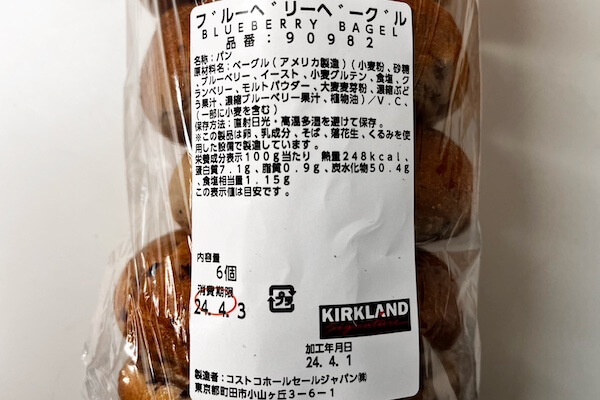 ブルーベリーベーグル
BLUEBERRY BAGEL
品番:90982
名称:パン
原材料名:ベーグル(アメリカ製造)(小麦粉、砂糖
、ブルーベリー、イースト、小麦グルテン、食塩、ク
ランベリー、モルトパウダー、大麦麦芽粉、濃縮ぶど
う果汁、濃縮ブルーベリー果汁、植物油)/V.C.
(一部に小麦を含む)
保存方法:直射日光・高温多湿を避けて保存。
※この製品は卵、乳成分、そば、落花生、くるみを使
用した設備で製造しています。
栄養成分表示100g当たり 熱量248kcal、
蛋白質7.1g、脂質0.9g、炭水化物50.4g
、食塩相当量1.15g
この表示値は目安です。
内容量
6個
消費期限
24.4.3
プラ
KIRKLAND
Signature
加工年月日
24.4.1
製造者:コストコホールセールジャパン㈱
東京都町田市小山ヶ丘3-6-1